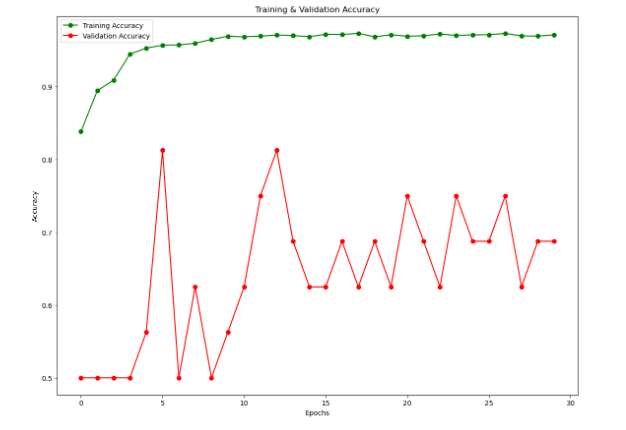 Training & Validation Accuracy
Training Accuracy
Validation Accuracy
0.9
0.8
0.7
0.6
0.5
Accuracy
0 5 10 15 20 25 30
Epochs